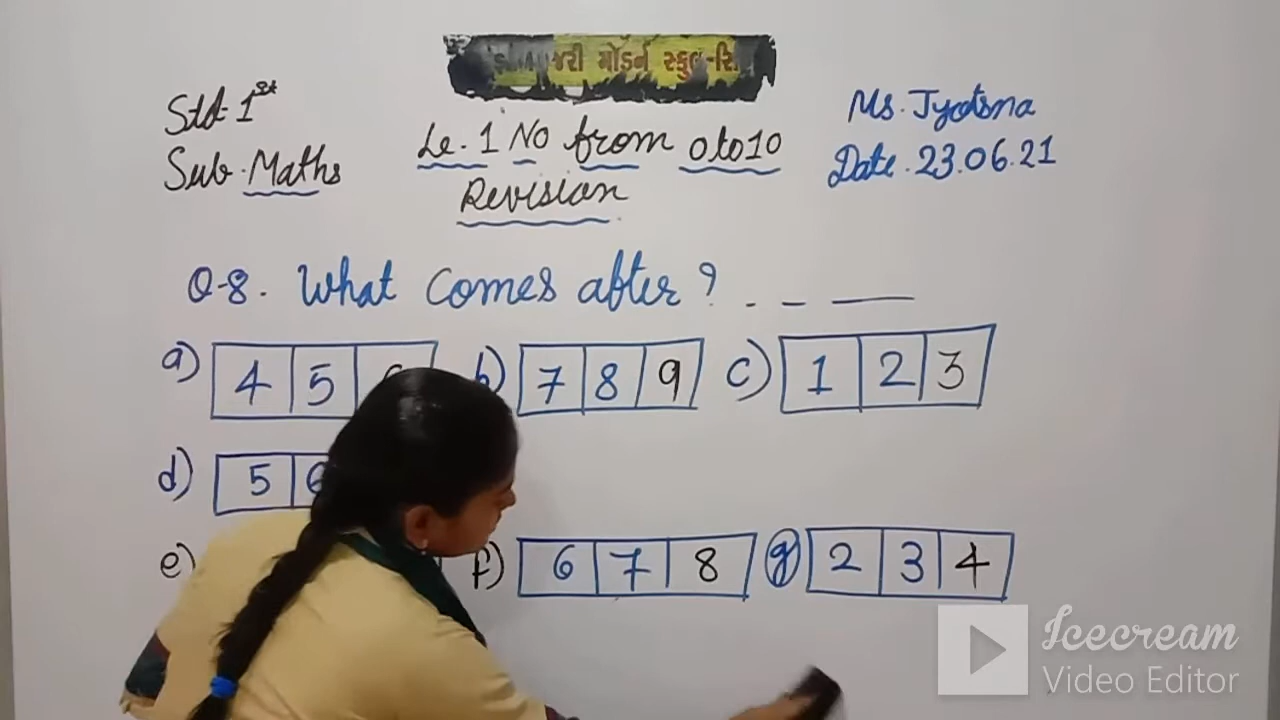 મોડર્ન સ્કુલ
Std-1st
Sub-Maths
Le. 1 No from 0 to 10
Revision
Ms. Jyotsna
Date. 23.06.21
Q-8. What comes after? . - —
a) 4 5
b) 7 8 9
c) 1 2 3
d) 5 6
e)
f) 6 7 8
g) 2 3 4
Icecream
Video Editor